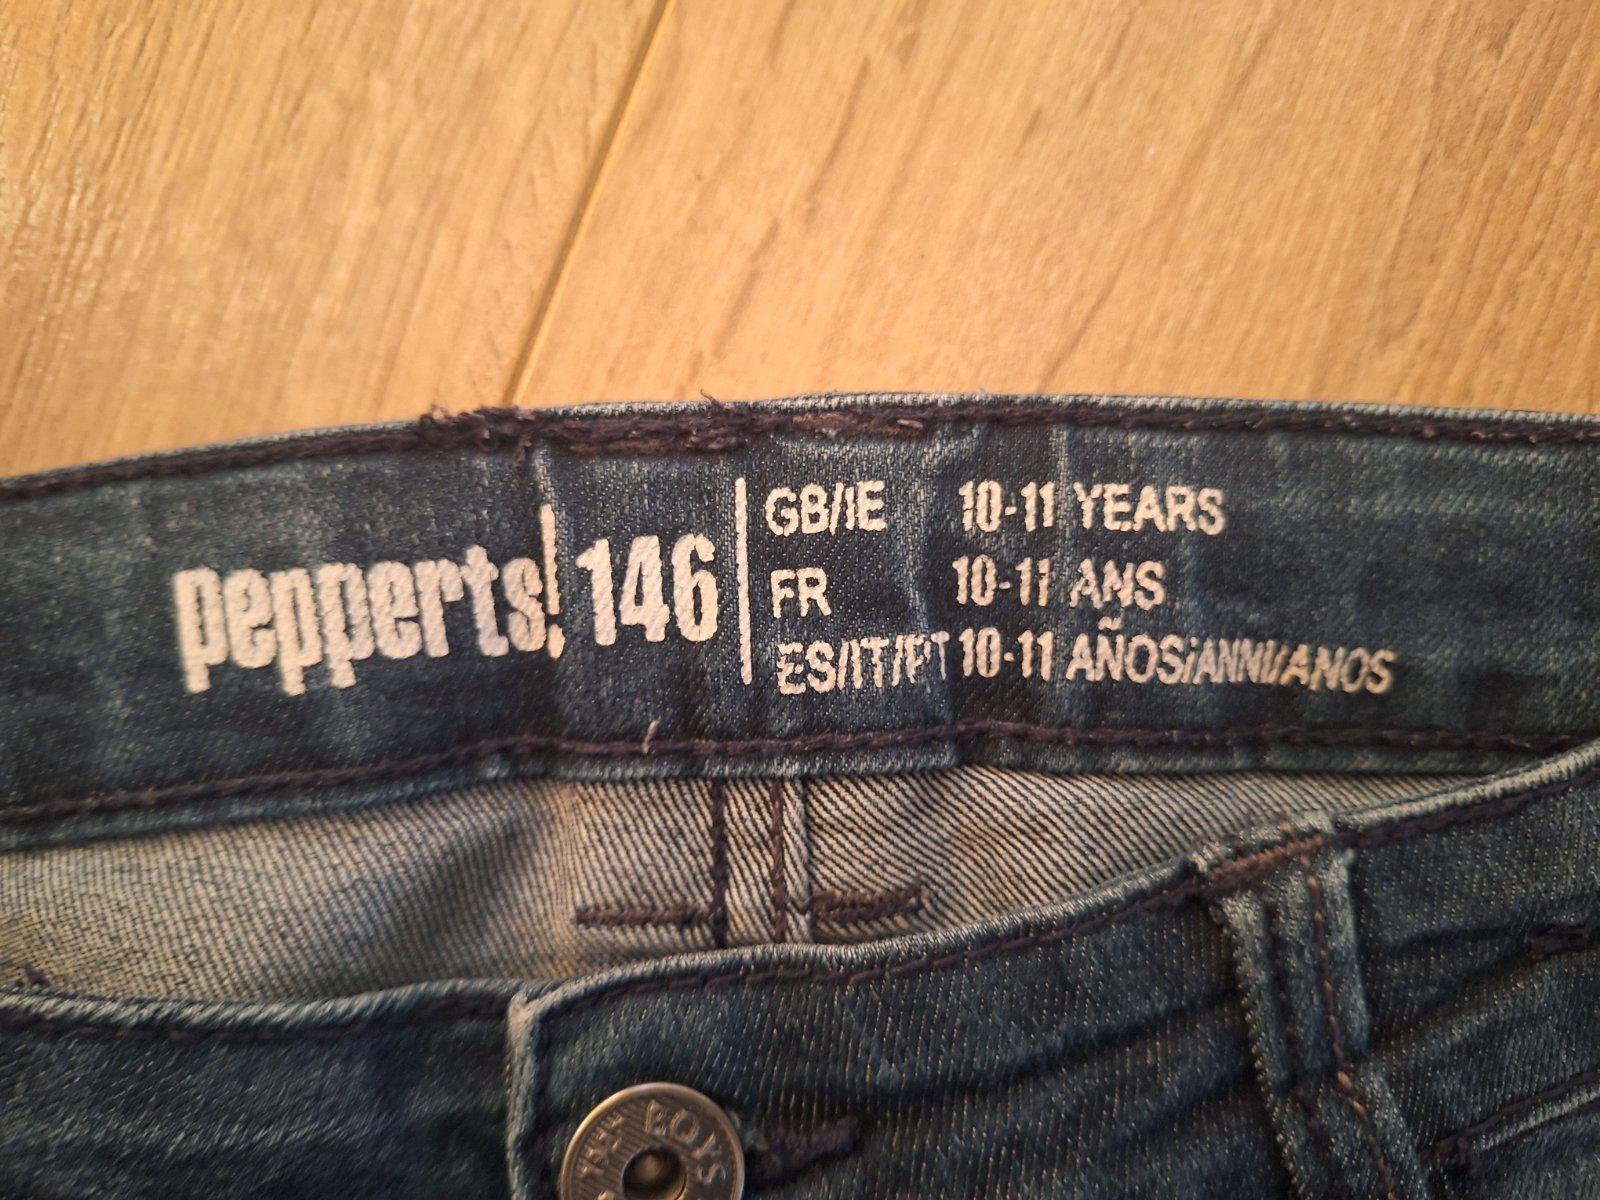 pepperts! 146
GB/IE 10-11 YEARS
FR 10-11 ANS
ES/IT/PT 10-11 AÑOS/ANNI/ANOS
BOYS